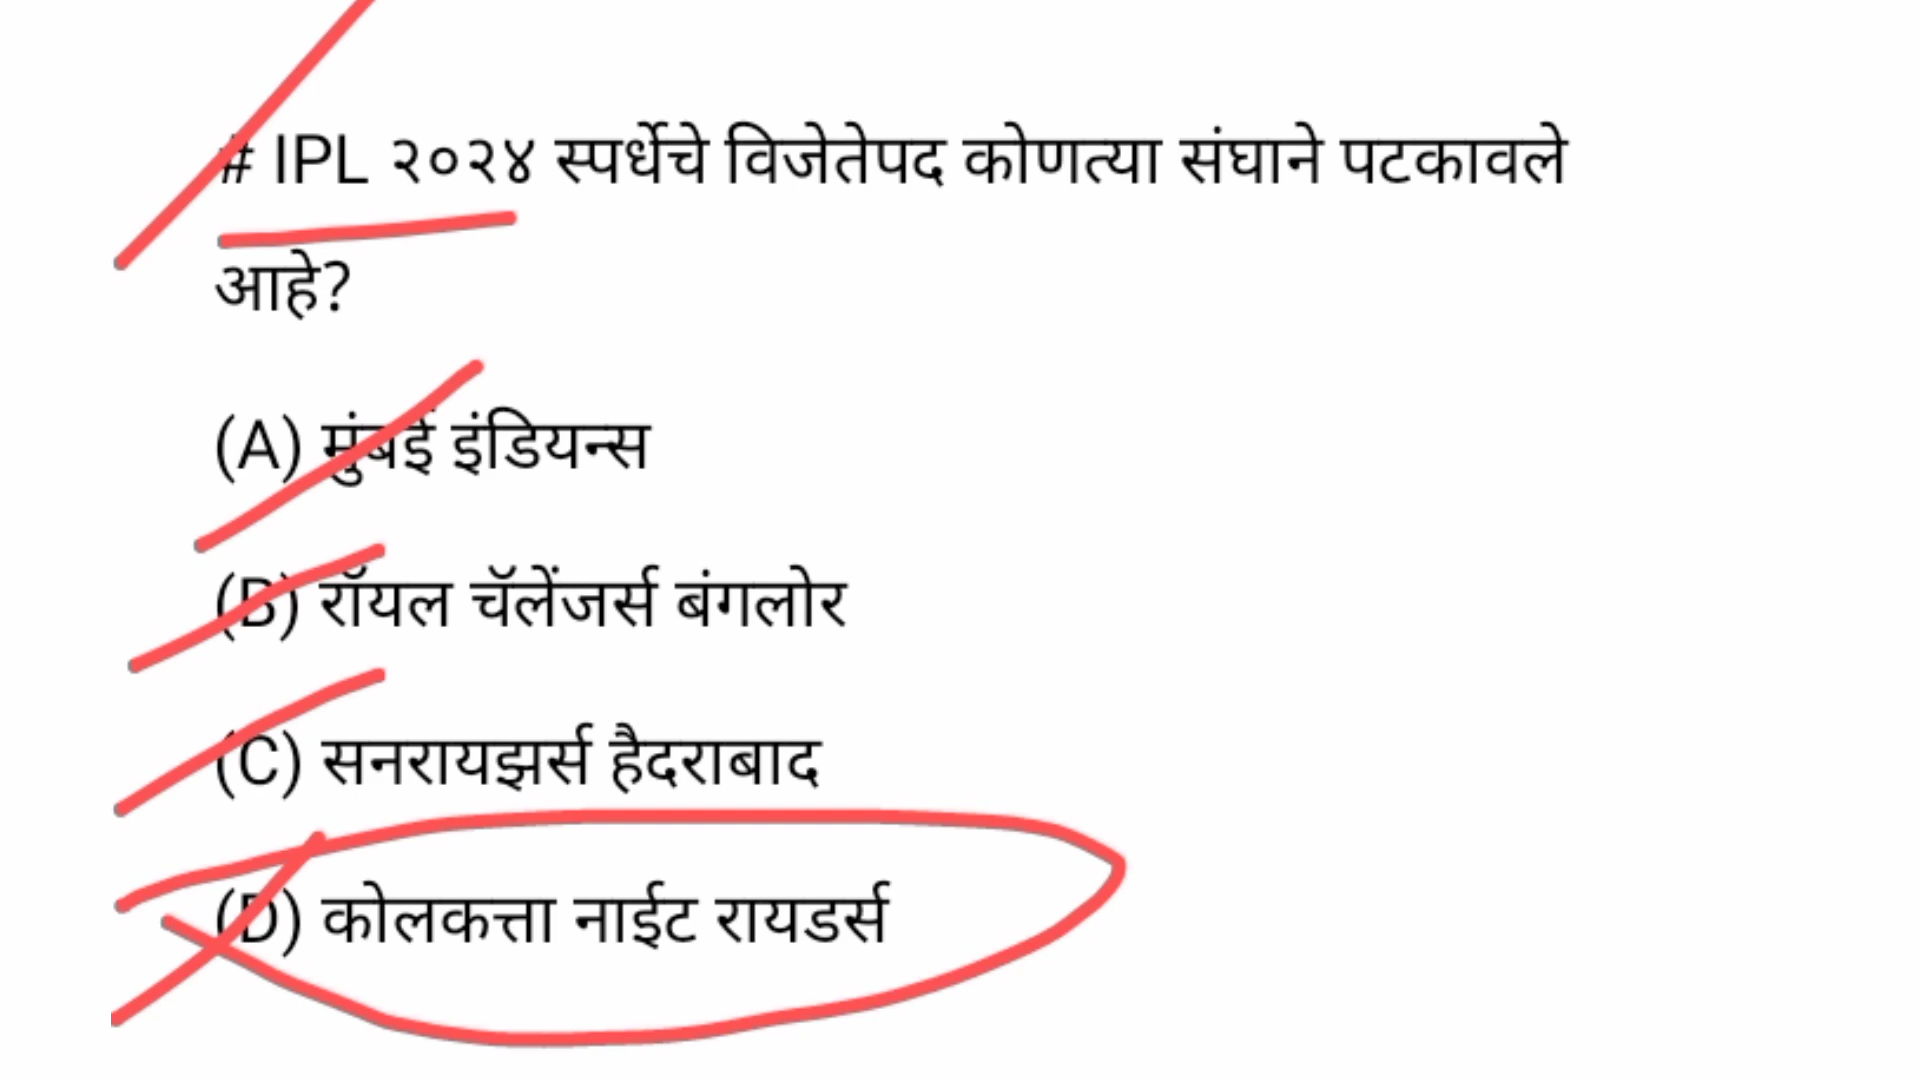 # IPL २०२४ स्पर्धेचे विजेतेपद कोणत्या संघाने पटकावले
आहे?
(A) मुंबई इंडियन्स
(B) रॉयल चॅलेंजर्स बंगलोर
(C) सनरायझर्स हैदराबाद
(D) कोलकत्ता नाईट रायडर्स